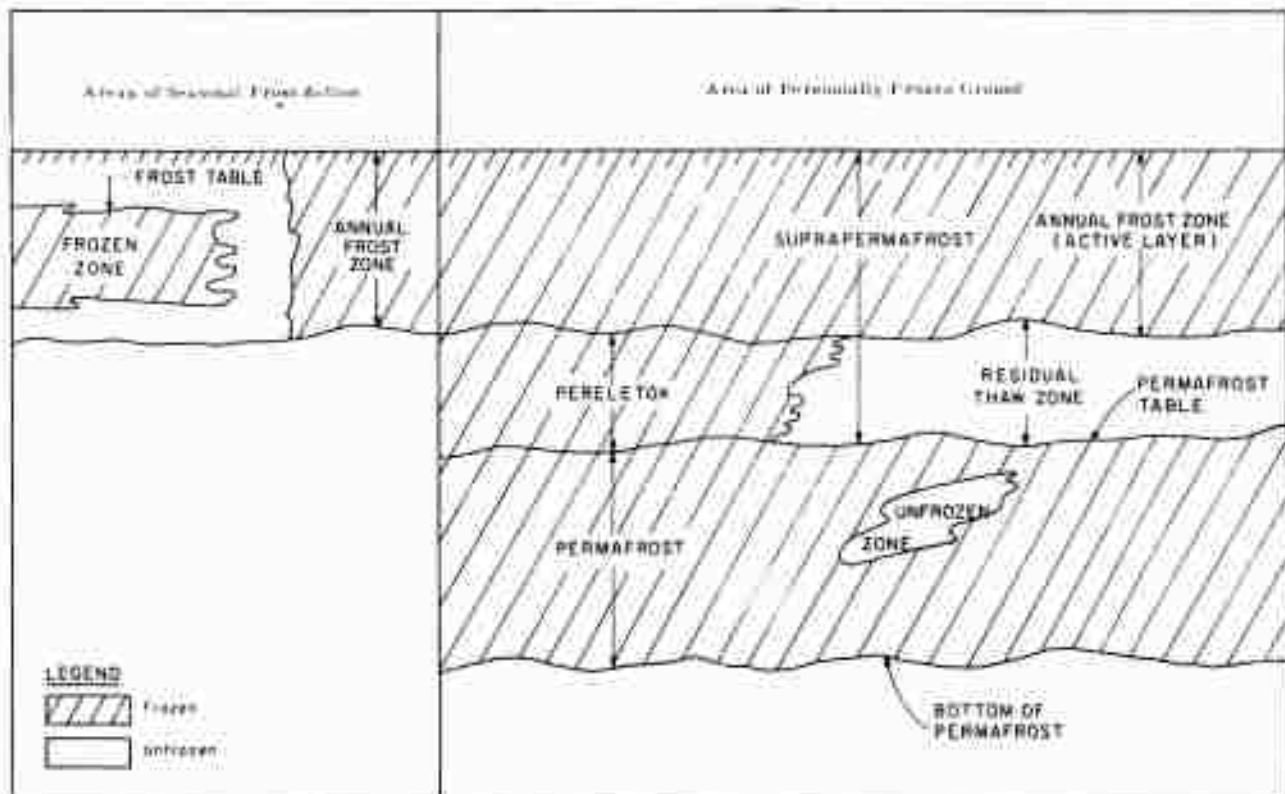 Areas of Seasonal Frost Action
Area of Perennially Frozen Ground
FROST TABLE
FROZEN
ZONE
ANNUAL
FROST
ZONE
SUPRAPERMAFROST
ANNUAL FROST ZONE
(ACTIVE LAYER)
PERELETOK
RESIDUAL
THAW ZONE
PERMAFROST
TABLE
UNFROZEN
ZONE
PERMAFROST
BOTTOM OF
PERMAFROST
LEGEND
Frozen
Unfrozen